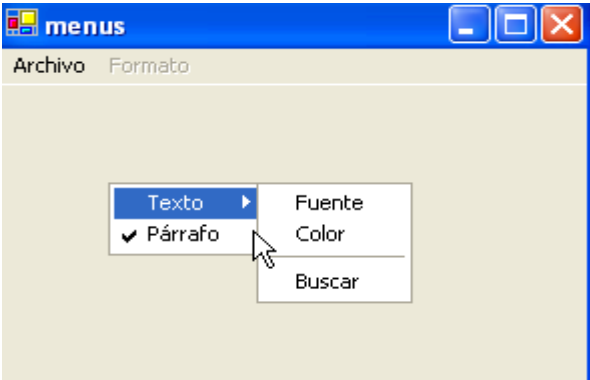 menus
Archivo Formato
Texto
Párrafo
Fuente
Color
Buscar